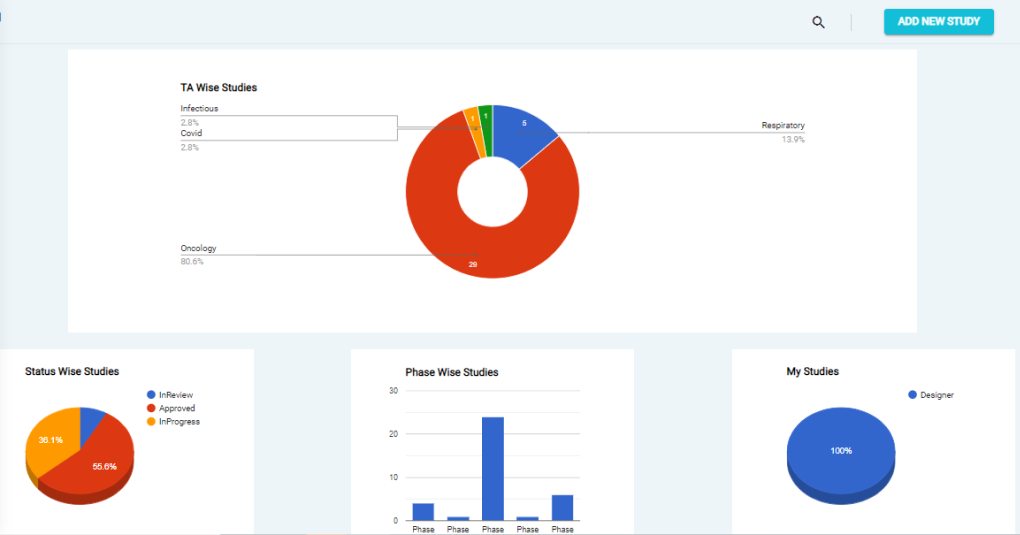 ADD NEW STUDY
TA Wise Studies
Infectious
2.8%
Covid
2.8%
Oncology
80.6%
1
1
5
29
Respiratory
13.9%
Status Wise Studies
InReview
Approved
InProgress
36.1%
55.6%
Phase Wise Studies
30
20
10
0
Phase Phase Phase Phase Phase
My Studies
Designer
100%